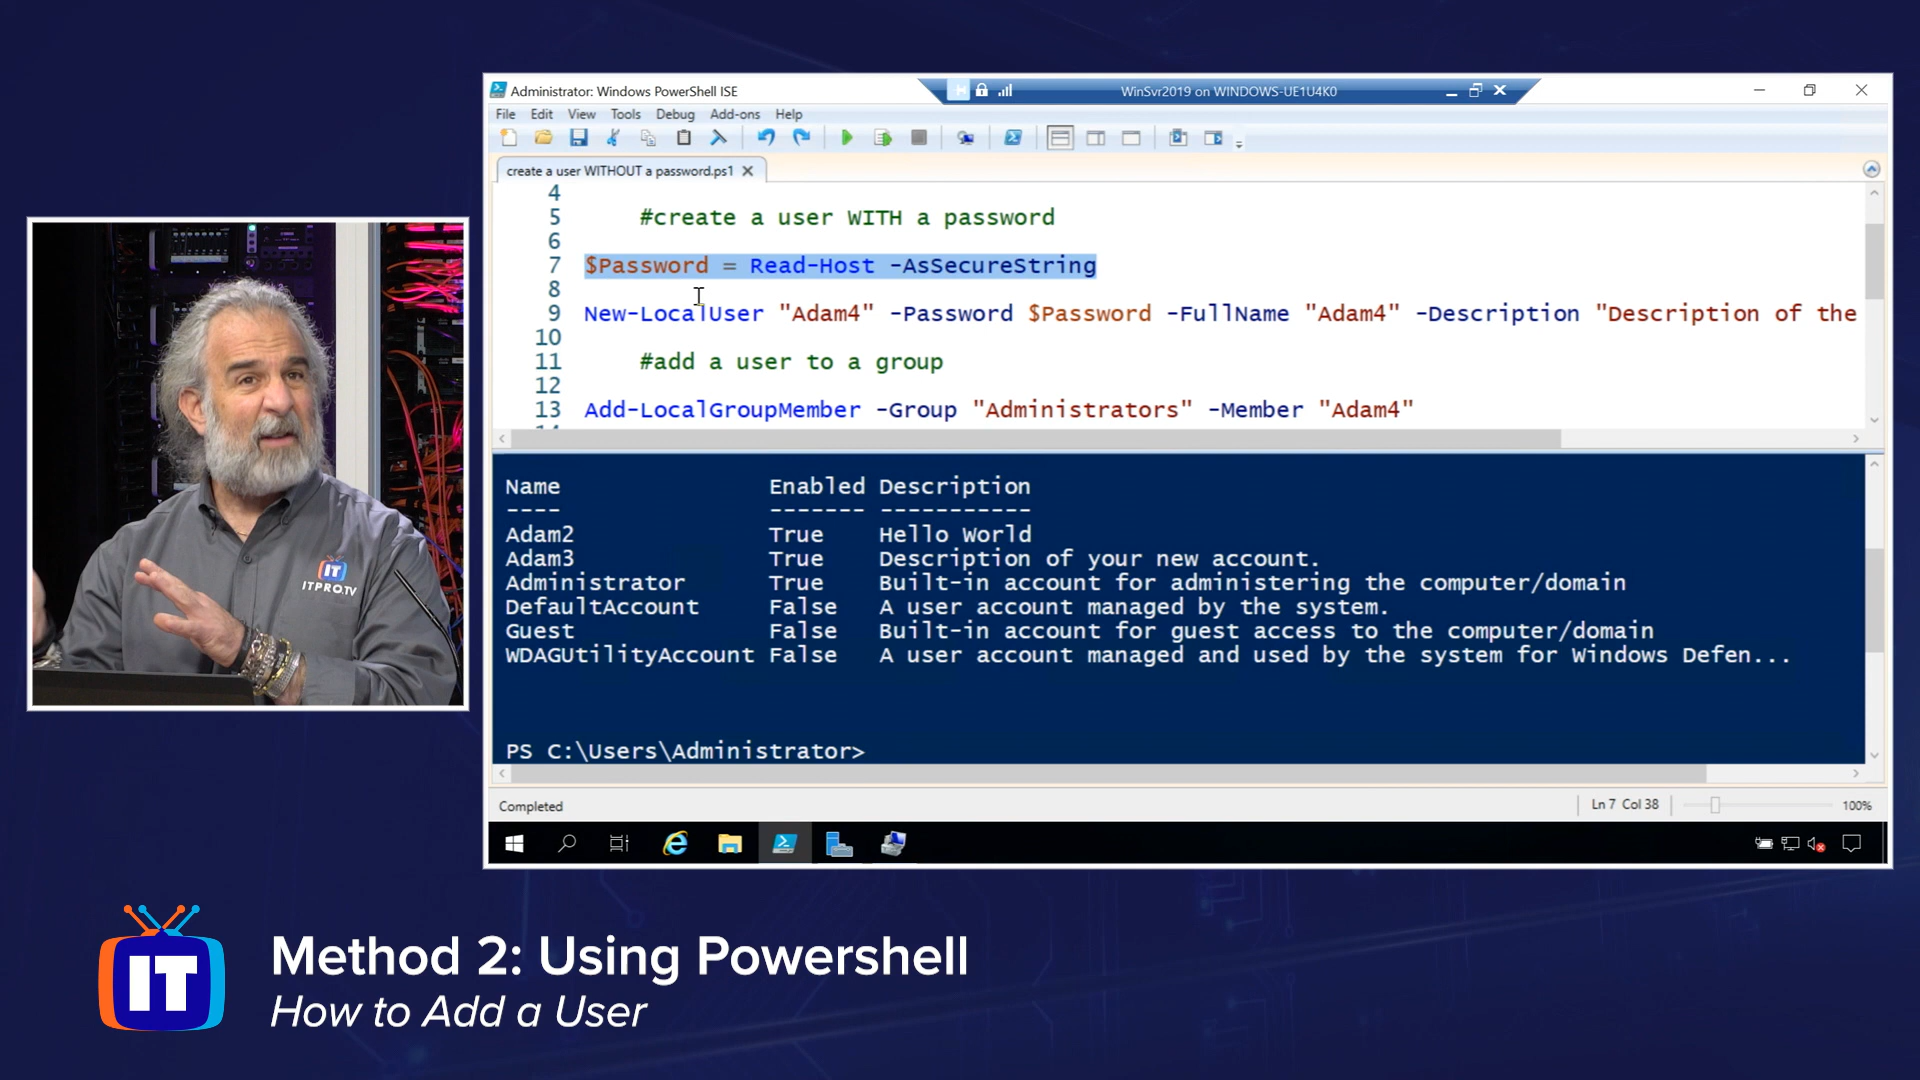 Administrator: Windows PowerShell ISE
WinSvr2019 on WINDOWS-UE1U4K0
File Edit View Tools Debug Add-ons Help
create a user WITHOUT a password.ps1
4
5 #create a user WITH a password
6
7 $Password = Read-Host -AsSecureString
8
9 New-LocalUser "Adam4" -Password $Password -FullName "Adam4" -Description "Description of the
10
11 #add a user to a group
12
13 Add-LocalGroupMember -Group "Administrators" -Member "Adam4"
Name Enabled Description
---- ------- -----------
Adam2 True Hello World
Adam3 True Description of your new account.
Administrator True Built-in account for administering the computer/domain
DefaultAccount False A user account managed by the system.
Guest False Built-in account for guest access to the computer/domain
WDAGUtilityAccount False A user account managed and used by the system for Windows Defen...
PS C:\Users\Administrator>
Completed
Ln 7 Col 38
100%
IT
ITPRO.TV
IT
Method 2: Using Powershell
How to Add a User